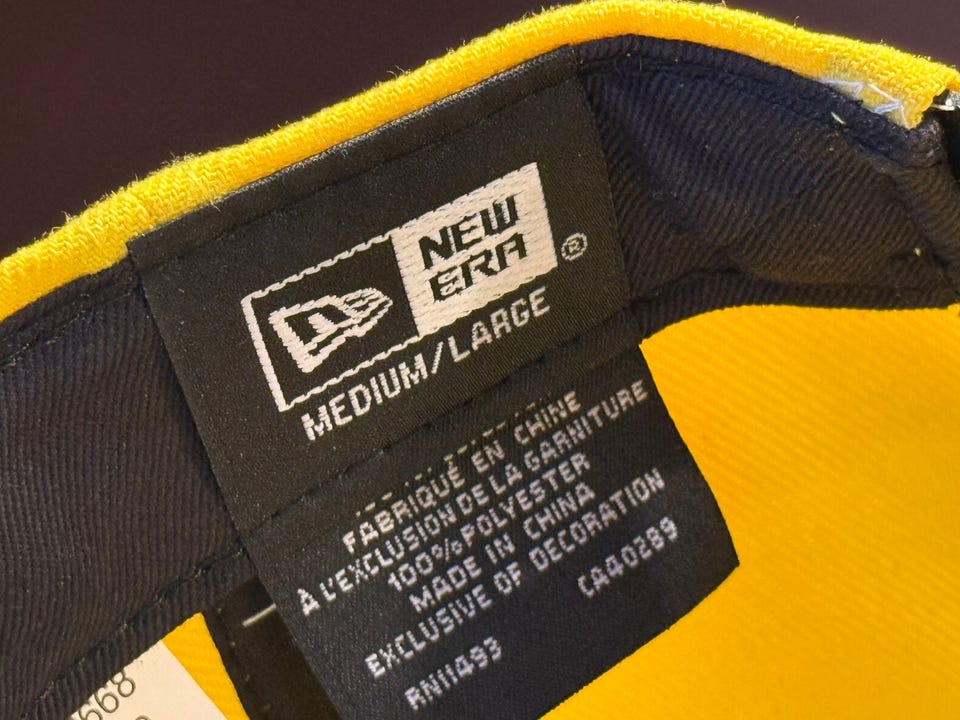 NEW
ERA
®
MEDIUM/LARGE
FABRIQUÉ EN CHINE
À L'EXCLUSION DE LA GARNITURE
100% POLYESTER
MADE IN CHINA
EXCLUSIVE OF DECORATION
RN11493 CA40289
668